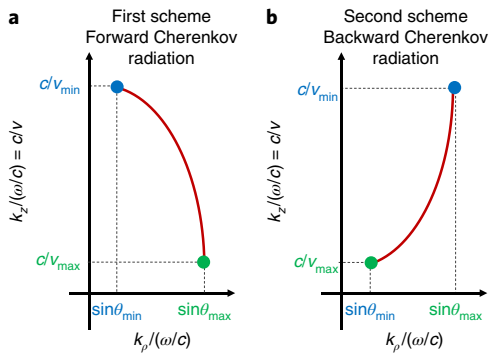 a
First scheme
Forward Cherenkov
radiation
c/v_min
k_z/(ω/c) = c/v
c/v_max
sinθ_min
sinθ_max
k_ρ/(ω/c)
b
Second scheme
Backward Cherenkov
radiation
c/v_min
k_z/(ω/c) = c/v
c/v_max
sinθ_min
sinθ_max
k_ρ/(ω/c)